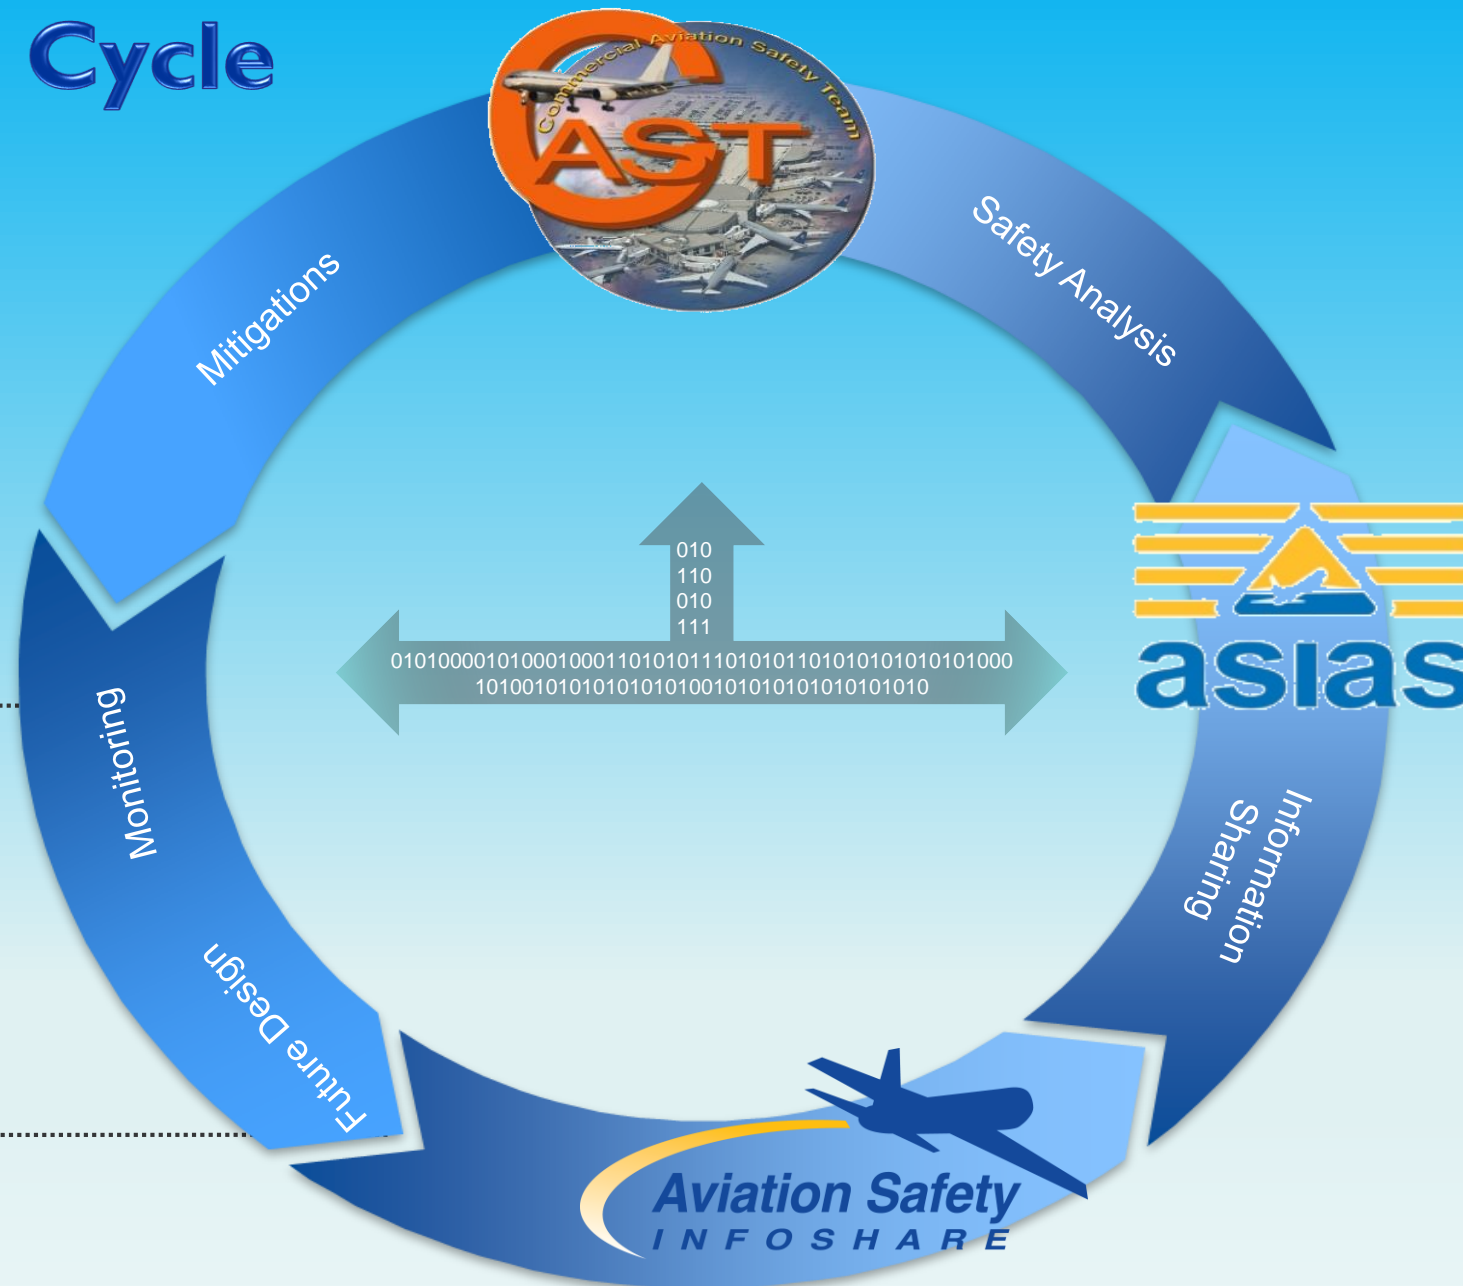 Cycle
Commercial Aviation Safety Team
CAST
Safety Analysis
Mitigations
010
110
010
111
0101000010100010001101010111010101101010101010101000
10100101010101010100101010101010101010
asias
Monitoring
Information
Sharing
Future Design
Aviation Safety
INFOSHARE